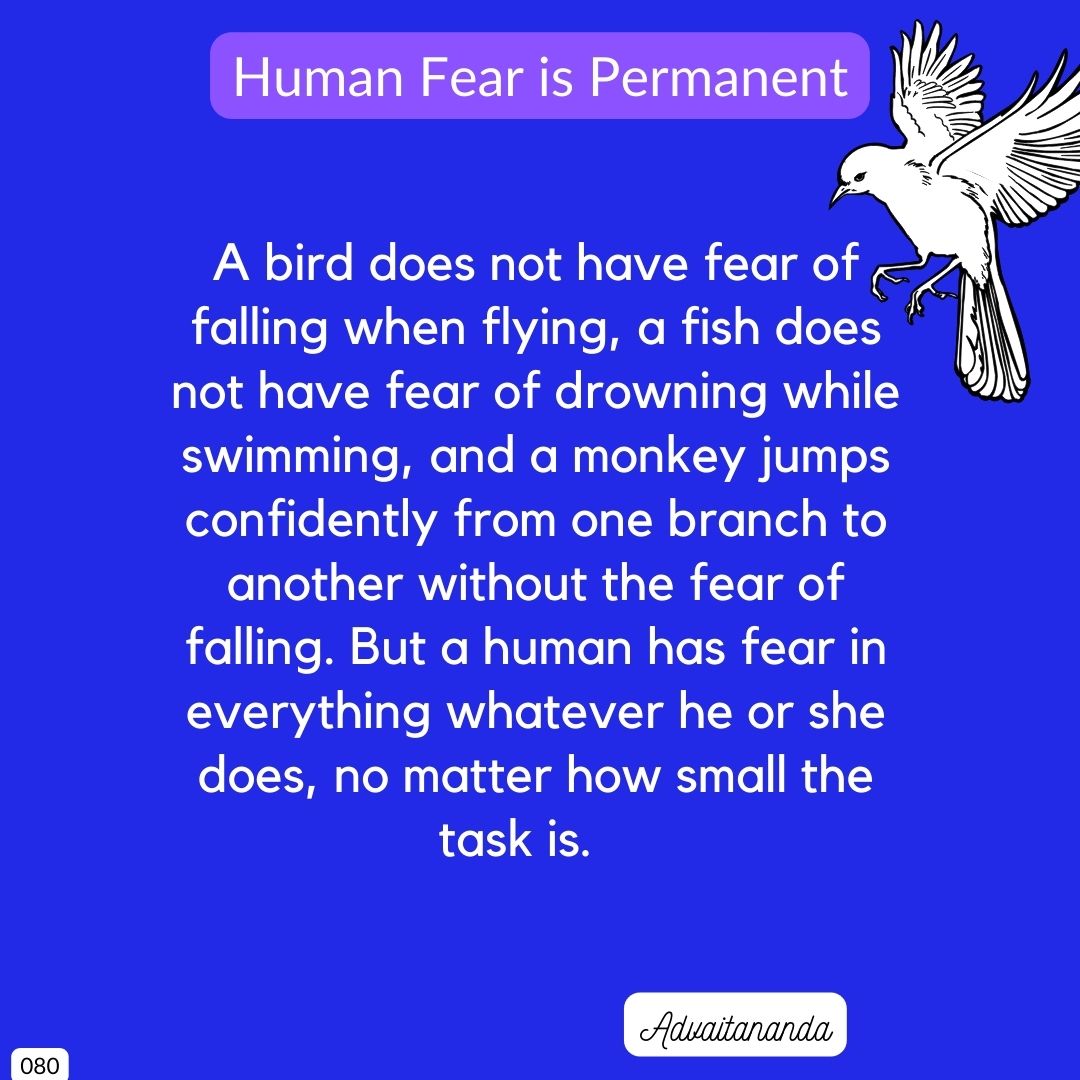 Human Fear is Permanent
A bird does not have fear of
falling when flying, a fish does
not have fear of drowning while
swimming, and a monkey jumps
confidently from one branch to
another without the fear of
falling. But a human has fear in
everything whatever he or she
does, no matter how small the
task is.
Advaitananda
080